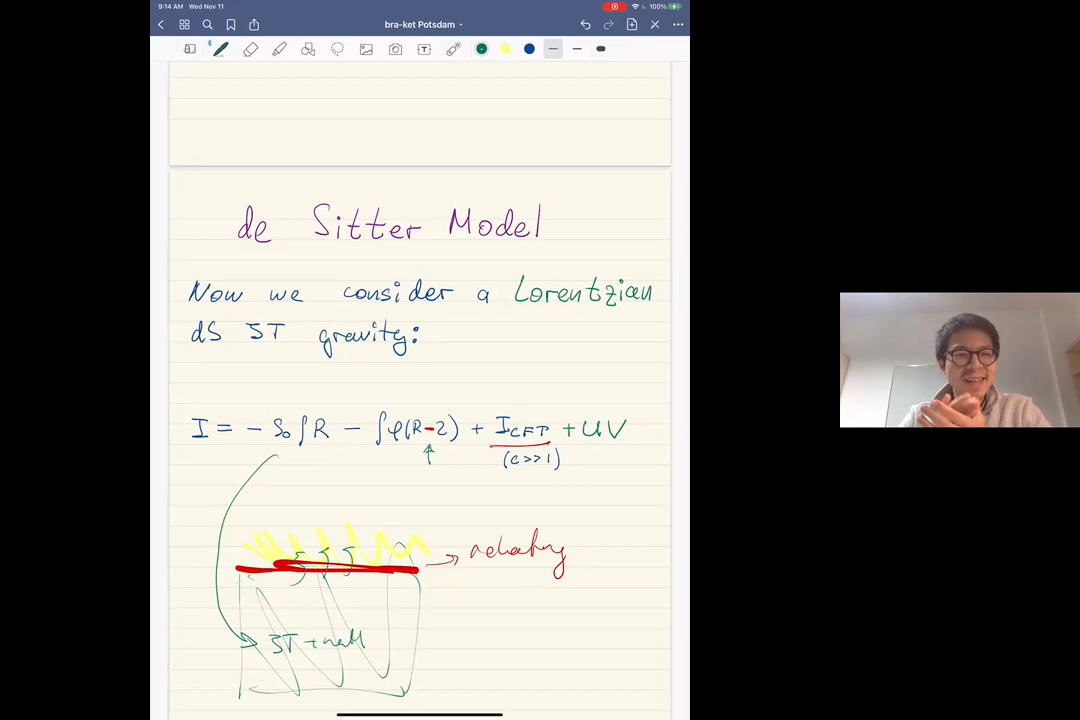 9:14 AM Wed Nov 11
100%
bra-ket Potsdam
de Sitter Model
Now we consider a Lorentzian
dS JT gravity:
I = - S₀∫R - ∫φ(R-2) + I_CFT + UV
(c>>1)
reheating
JT + matt